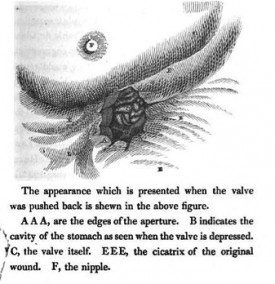 The appearance which is presented when the valve
was pushed back is shewn in the above figure.
A A A, are the edges of the aperture. B indicates the
cavity of the stomach as seen when the valve is depressed.
C, the valve itself. EEE, the cicatrix of the original
wound. F, the nipple.